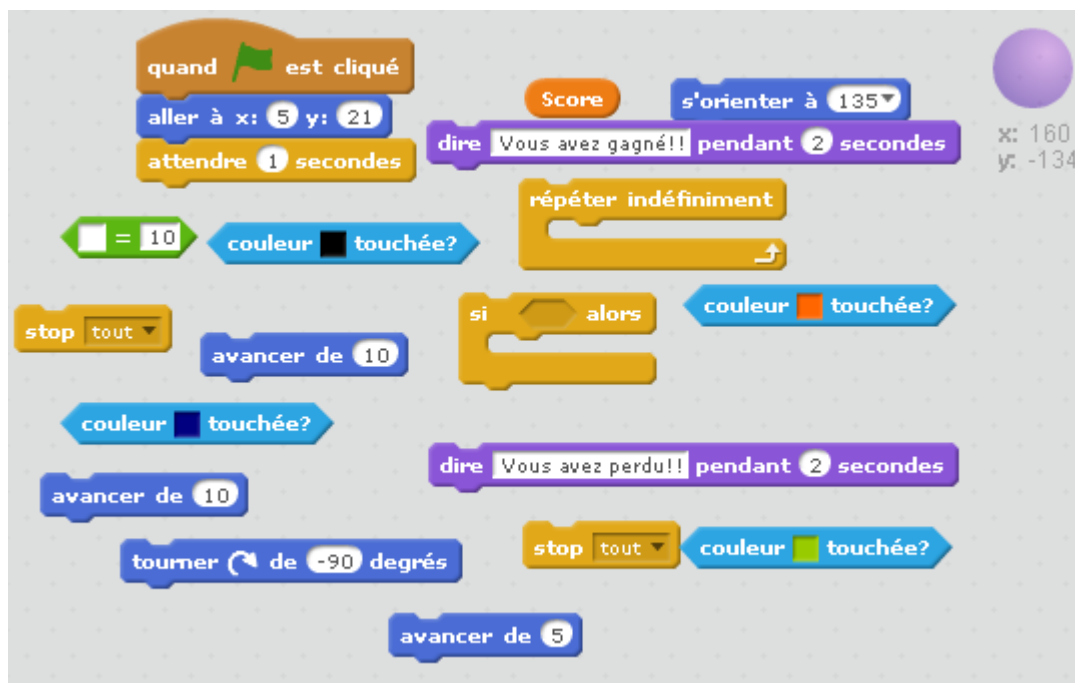 quand est cliqué
aller à x: 5 y: 21
attendre 1 secondes
Score
s'orienter à 135
dire Vous avez gagné!! pendant 2 secondes
x: 160
y: -134
répéter indéfiniment
= 10
couleur touchée?
si alors
couleur touchée?
stop tout
avancer de 10
couleur touchée?
dire Vous avez perdu!! pendant 2 secondes
avancer de 10
stop tout
couleur touchée?
tourner de -90 degrés
avancer de 5